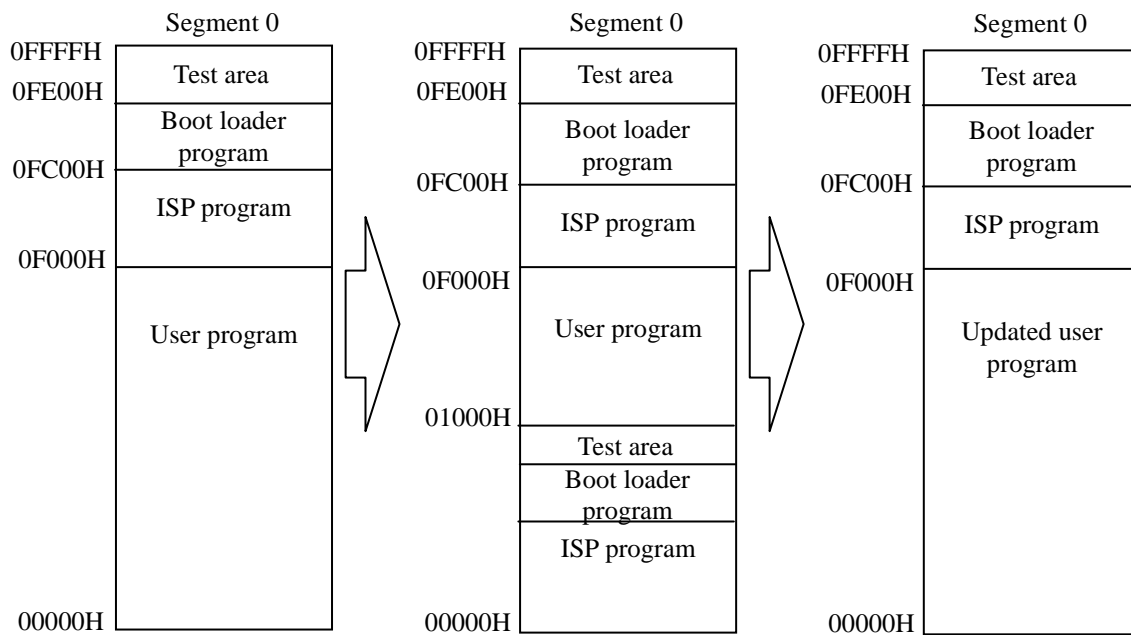 Segment 0
0FFFFH
Test area
0FE00H
Boot loader
program
0FC00H
ISP program
0F000H
User program
00000H
Segment 0
0FFFFH
Test area
0FE00H
Boot loader
program
0FC00H
ISP program
0F000H
User program
01000H
Test area
Boot loader
program
ISP program
00000H
Segment 0
0FFFFH
Test area
0FE00H
Boot loader
program
0FC00H
ISP program
0F000H
Updated user
program
00000H